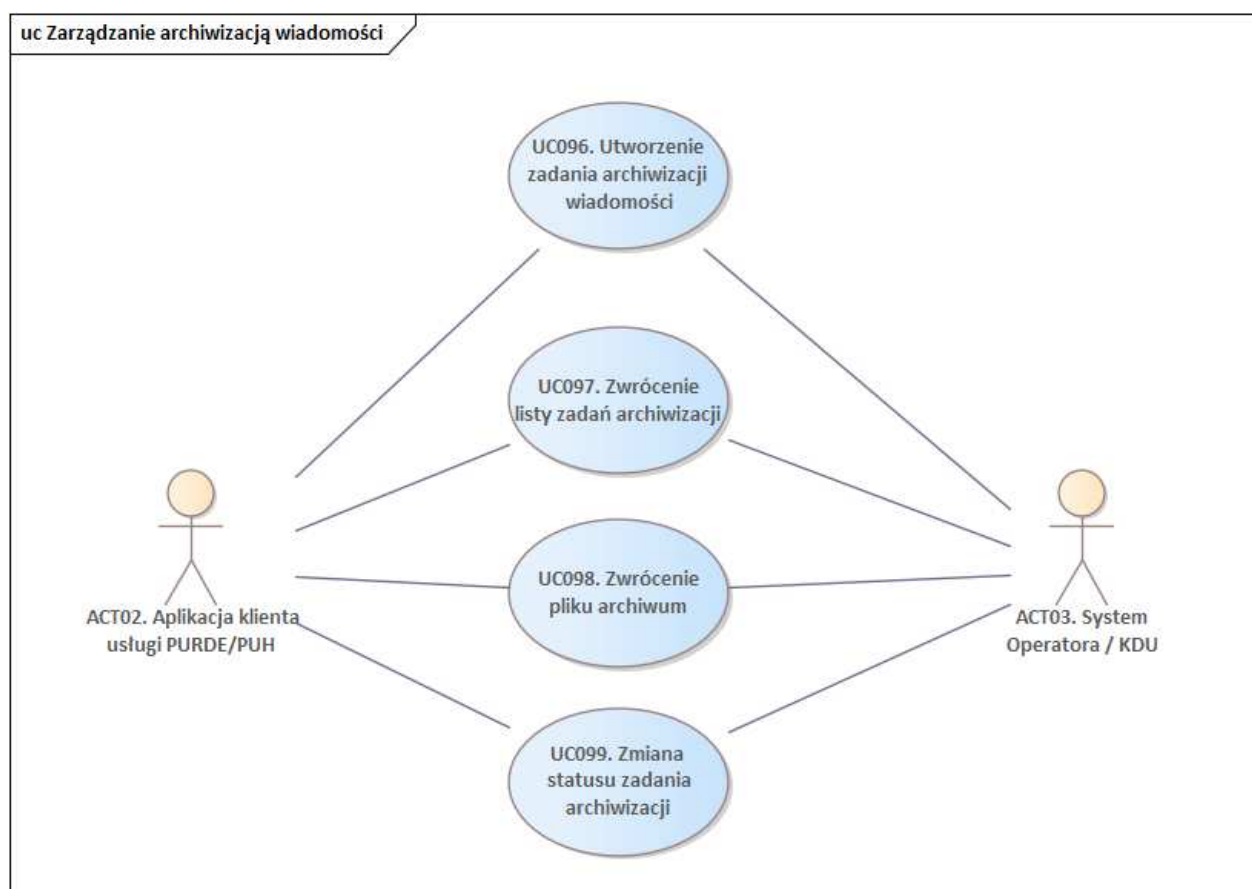 uc Zarządzanie archiwizacją wiadomości
UC096. Utworzenie
zadania archiwizacji
wiadomości
UC097. Zwrócenie
listy zadań archiwizacji
UC098. Zwrócenie
pliku archiwum
ACT02. Aplikacja klienta
usługi PURDE/PUH
ACT03. System
Operatora / KDU
UC099. Zmiana
statusu zadania
archiwizacji